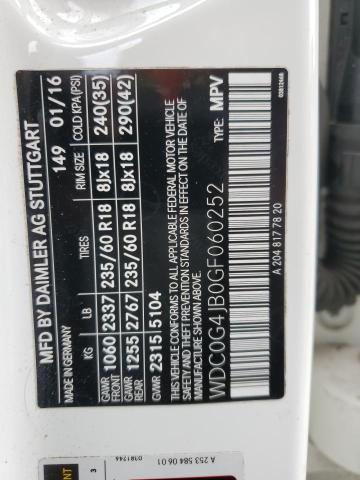 MFD BY DAIMLER AG STUTTGART
MADE IN GERMANY 149 01/16
KG LB TIRES RIM SIZE COLD KPA(PSI)
GAWR FRONT 1060 2337 235/60 R18 8Jx18 240(35)
GAWR REAR 1255 2767 235/60 R18 8Jx18 290(42)
GVWR 2315 5104
THIS VEHICLE CONFORMS TO ALL APPLICABLE FEDERAL MOTOR VEHICLE
SAFETY AND THEFT PREVENTION STANDARDS IN EFFECT ON THE DATE OF
MANUFACTURE SHOWN ABOVE.
WDC0G4JB0GF060252 TYPE: MPV
A 204 817 78 20
A 253 584 06 01
3